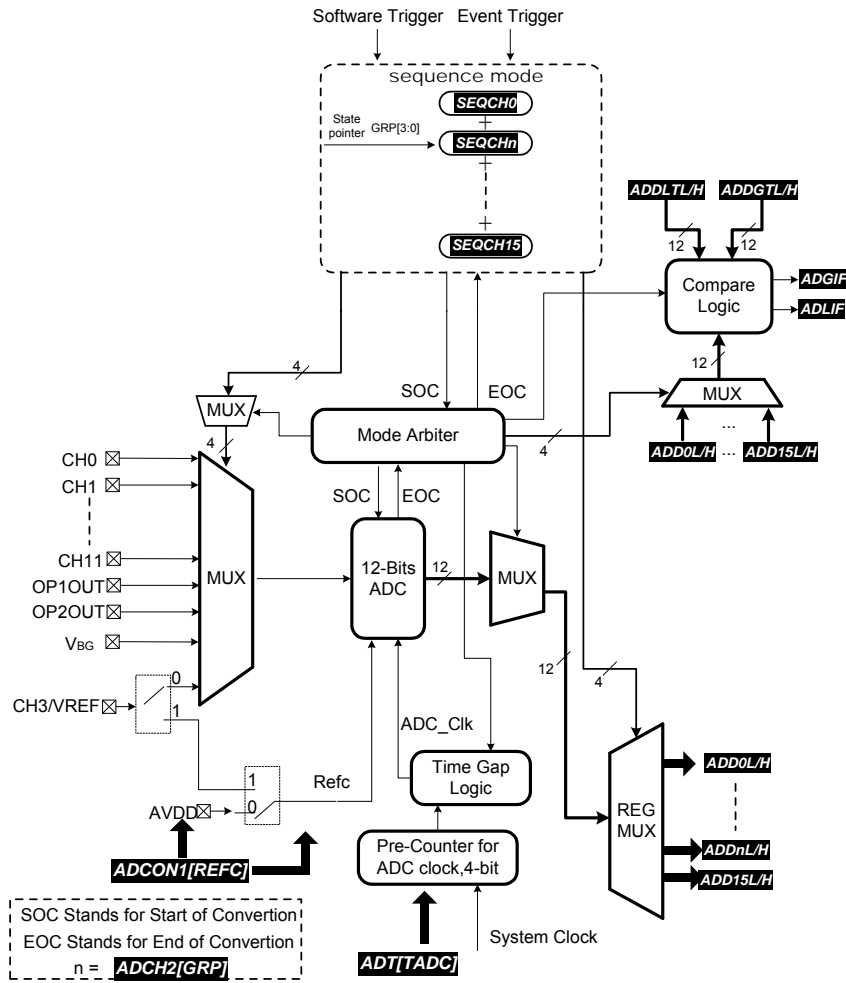 Software Trigger Event Trigger
sequence mode
SEQCH0
State
pointer GRP[3:0]
SEQCHn
SEQCH15
ADDLTL/H ADDGTL/H
12 12
Compare
Logic
ADGIF
ADLIF
12
MUX
...
ADD0L/H ... ADD15L/H
4
MUX
4
SOC EOC
Mode Arbiter
4
SOC EOC
CH0
CH1
CH11
OP1OUT
OP2OUT
VBG
CH3/VREF
0
1
MUX
12-Bits
ADC
12
MUX
12
4
ADC_Clk
Time Gap
Logic
Refc
1
0
AVDD
ADCON1[REFC]
Pre-Counter for
ADC clock,4-bit
System Clock
ADT[TADC]
REG
MUX
ADD0L/H
ADDnL/H
ADD15L/H
SOC Stands for Start of Convertion
EOC Stands for End of Convertion
n = ADCH2[GRP]